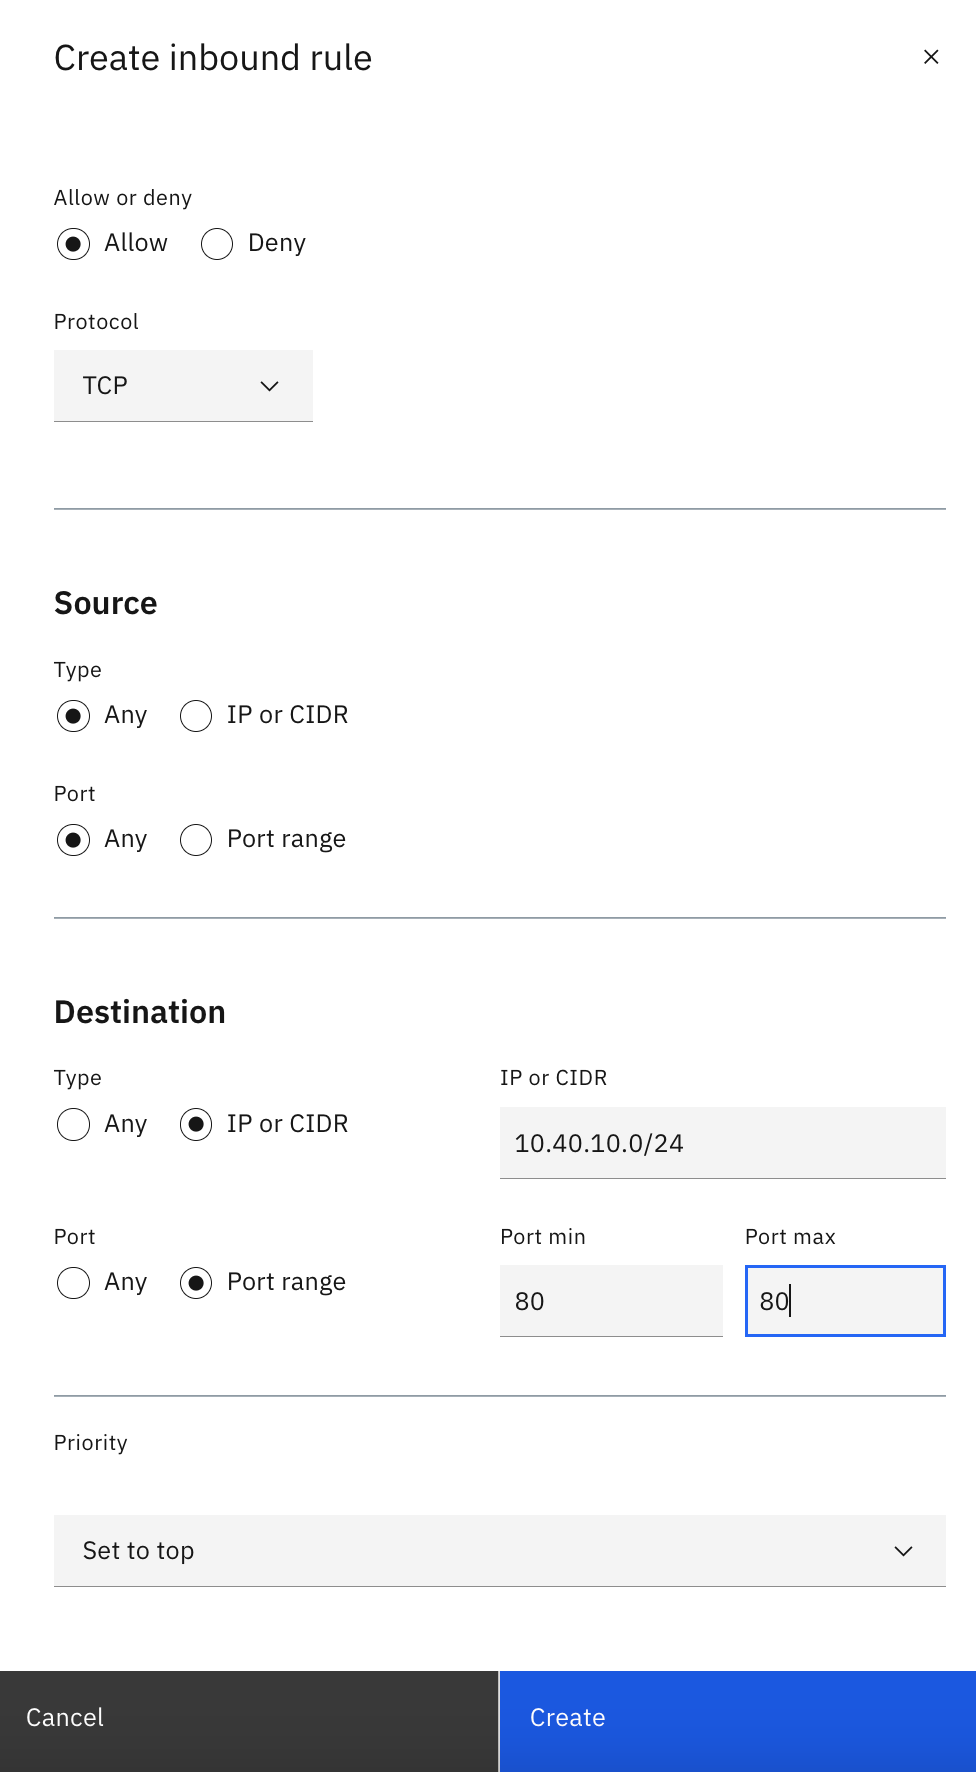 Create inbound rule
Allow or deny
Allow Deny
Protocol
TCP
Source
Type
Any IP or CIDR
Port
Any Port range
Destination
Type IP or CIDR
Any IP or CIDR
10.40.10.0/24
Port Port min Port max
Any Port range
80 80
Priority
Set to top
Cancel Create